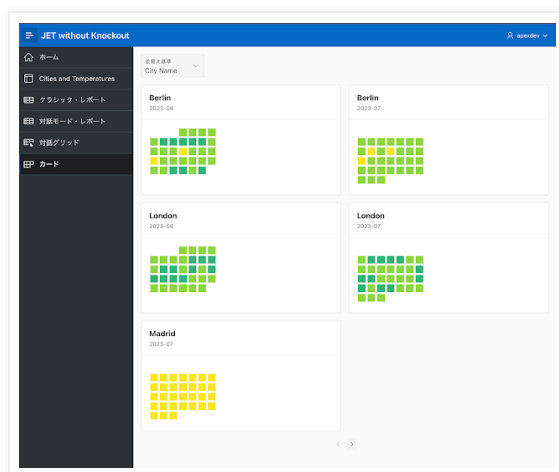 JET without Knockout
apexdev
ホーム
Cities and Temperatures
クラシック・レポート
対話モード・レポート
対話グリッド
カード
並替え基準
City Name
Berlin
2023-08
Berlin
2023-07
London
2023-08
London
2023-07
Madrid
2023-07